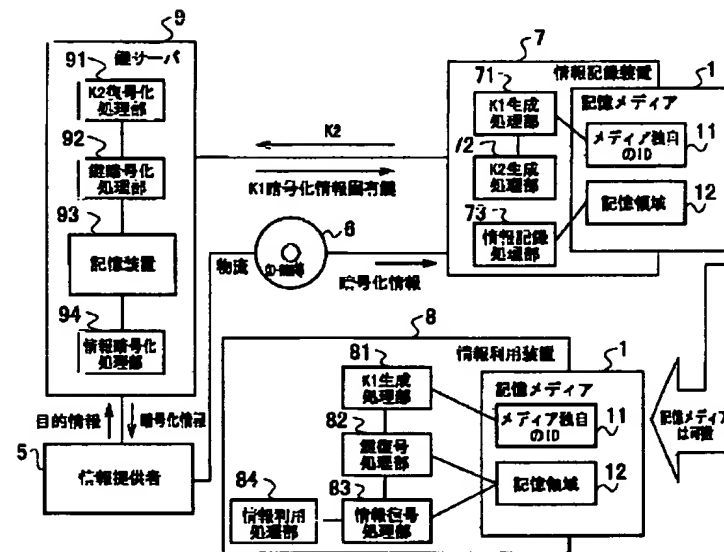 9
鍵サーバ
91
K2復号化
処理部
92
鍵暗号化
処理部
93
記憶装置
94
情報暗号化
処理部
目的情報
暗号化情報
5
情報提供者
K2
K1暗号化情報固有鍵
物流
6
暗号化情報
7
情報記録装置
71
K1生成
処理部
72
K2生成
処理部
73
情報記録
処理部
1
記憶メディア
メディア独自
のID
11
記憶領域
12
8
情報利用装置
81
K1生成
処理部
82
鍵復号
処理部
83
情報復号
処理部
84
情報利用
処理部
1
記憶メディア
メディア独自
のID
11
記憶領域
12
記憶メディア
は可搬